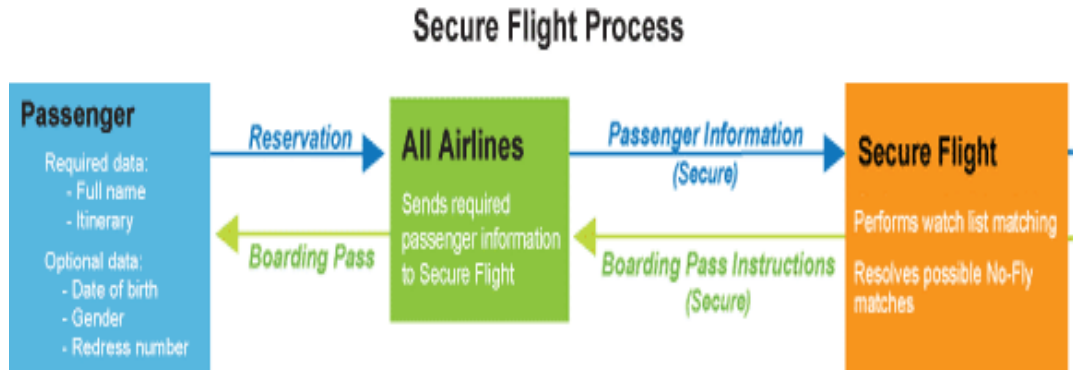 Secure Flight Process
Passenger
Required data:
- Full name
- Itinerary
Optional data:
- Date of birth
- Gender
- Redress number
Reservation
Boarding Pass
All Airlines
Sends required
passenger information
to Secure Flight
Passenger Information
(Secure)
Boarding Pass Instructions
(Secure)
Secure Flight
Performs watch list matching
Resolves possible No-Fly
matches